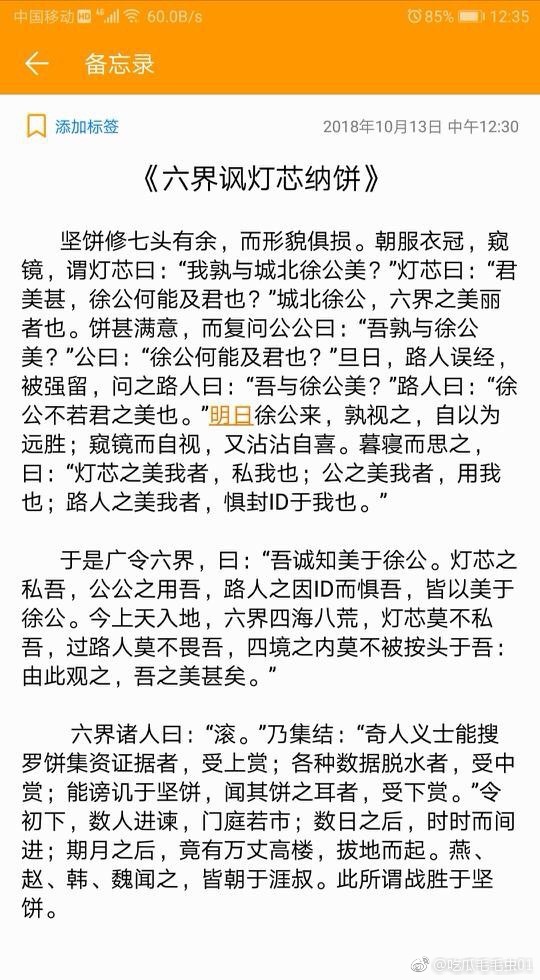 中国移动 HD 46 60.0B/s 85% 12:35
备忘录
添加标签 2018年10月13日 中午12:30
《六界讽灯芯纳饼》
坚饼修七头有余，而形貌俱损。朝服衣冠，窥
镜，谓灯芯曰：“我孰与城北徐公美？”灯芯曰：“君
美甚，徐公何能及君也？”城北徐公，六界之美丽
者也。饼甚满意，而复问公公曰：“吾孰与徐公
美？”公曰：“徐公何能及君也？”旦日，路人误经，
被强留，问之路人曰：“吾与徐公美？”路人曰：“徐
公不若君之美也。”明日徐公来，孰视之，自以为
远胜；窥镜而自视，又沾沾自喜。暮寝而思之，
曰：“灯芯之美我者，私我也；公之美我者，用我
也；路人之美我者，惧封ID于我也。”
于是广令六界，曰：“吾诚知美于徐公。灯芯之
私吾，公公之用吾，路人之因ID而惧吾，皆以美于
徐公。今上天入地，六界四海八荒，灯芯莫不私
吾，过路人莫不畏吾，四境之内莫不被按头于吾：
由此观之，吾之美甚矣。”
六界诸人曰：“滚。”乃集结：“奇人义士能搜
罗饼集资证据者，受上赏；各种数据脱水者，受中
赏；能谤讥于坚饼，闻其饼之耳者，受下赏。”令
初下，数人进谏，门庭若市；数日之后，时时而间
进；期月之后，竟有万丈高楼，拔地而起。燕、
赵、韩、魏闻之，皆朝于涯叔。此所谓战胜于坚
饼。
@吃瓜毛毛虫01